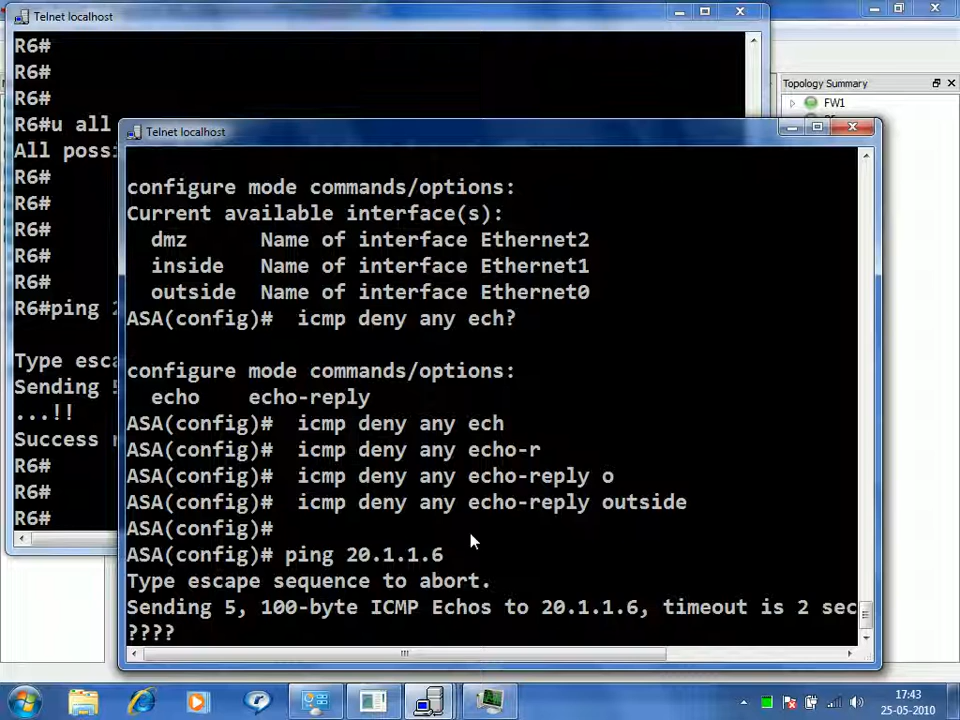 Telnet localhost
R6#
R6#
R6#
R6#u all
All possi
R6#
R6#
R6#
R6#
R6#
R6#ping 2
Type esca
Sending 5
...!!
Success r
R6#
R6#
R6#
Topology Summary
FW1
Telnet localhost
configure mode commands/options:
Current available interface(s):
dmz Name of interface Ethernet2
inside Name of interface Ethernet1
outside Name of interface Ethernet0
ASA(config)# icmp deny any ech?
configure mode commands/options:
echo echo-reply
ASA(config)# icmp deny any ech
ASA(config)# icmp deny any echo-r
ASA(config)# icmp deny any echo-reply o
ASA(config)# icmp deny any echo-reply outside
ASA(config)#
ASA(config)# ping 20.1.1.6
Type escape sequence to abort.
Sending 5, 100-byte ICMP Echos to 20.1.1.6, timeout is 2 sec
????
17:43
25-05-2010